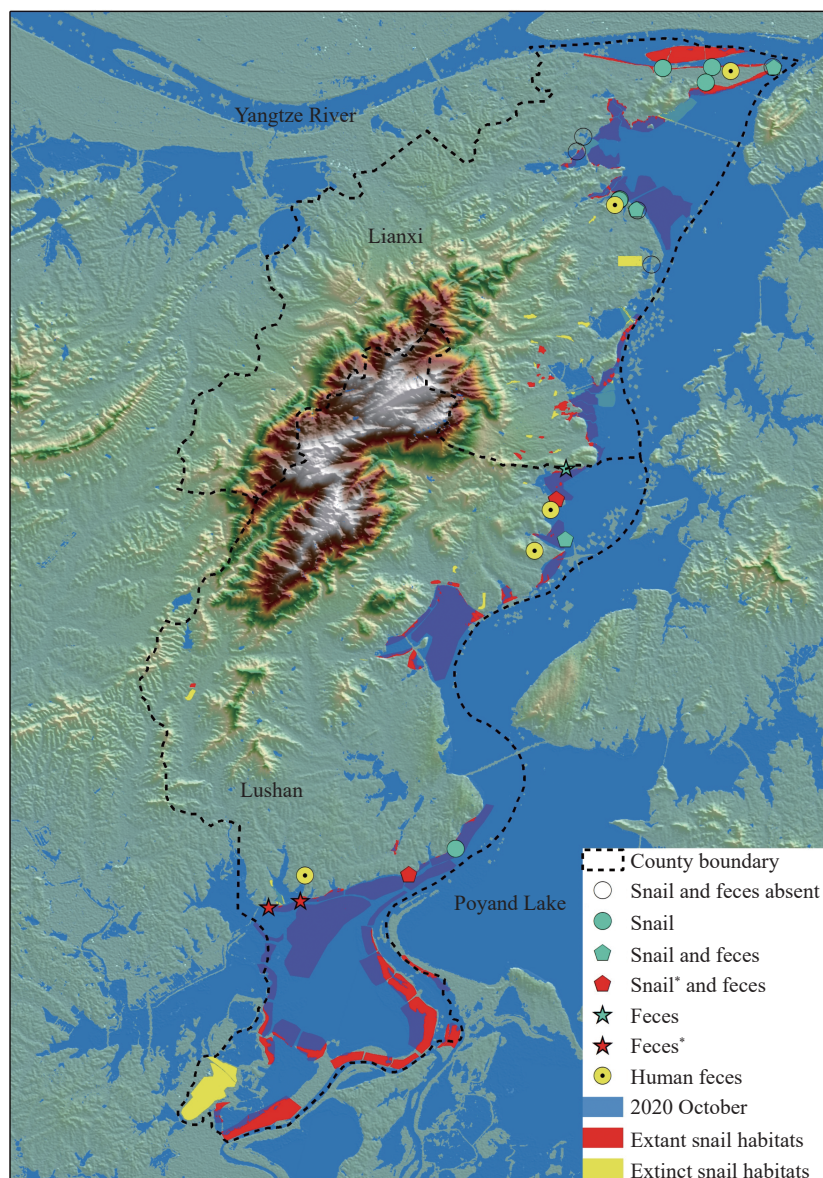 Yangtze River
Lianxi
Lushan
Poyand Lake
County boundary
Snail and feces absent
Snail
Snail and feces
Snail* and feces
Feces
Feces*
Human feces
2020 October
Extant snail habitats
Extinct snail habitats